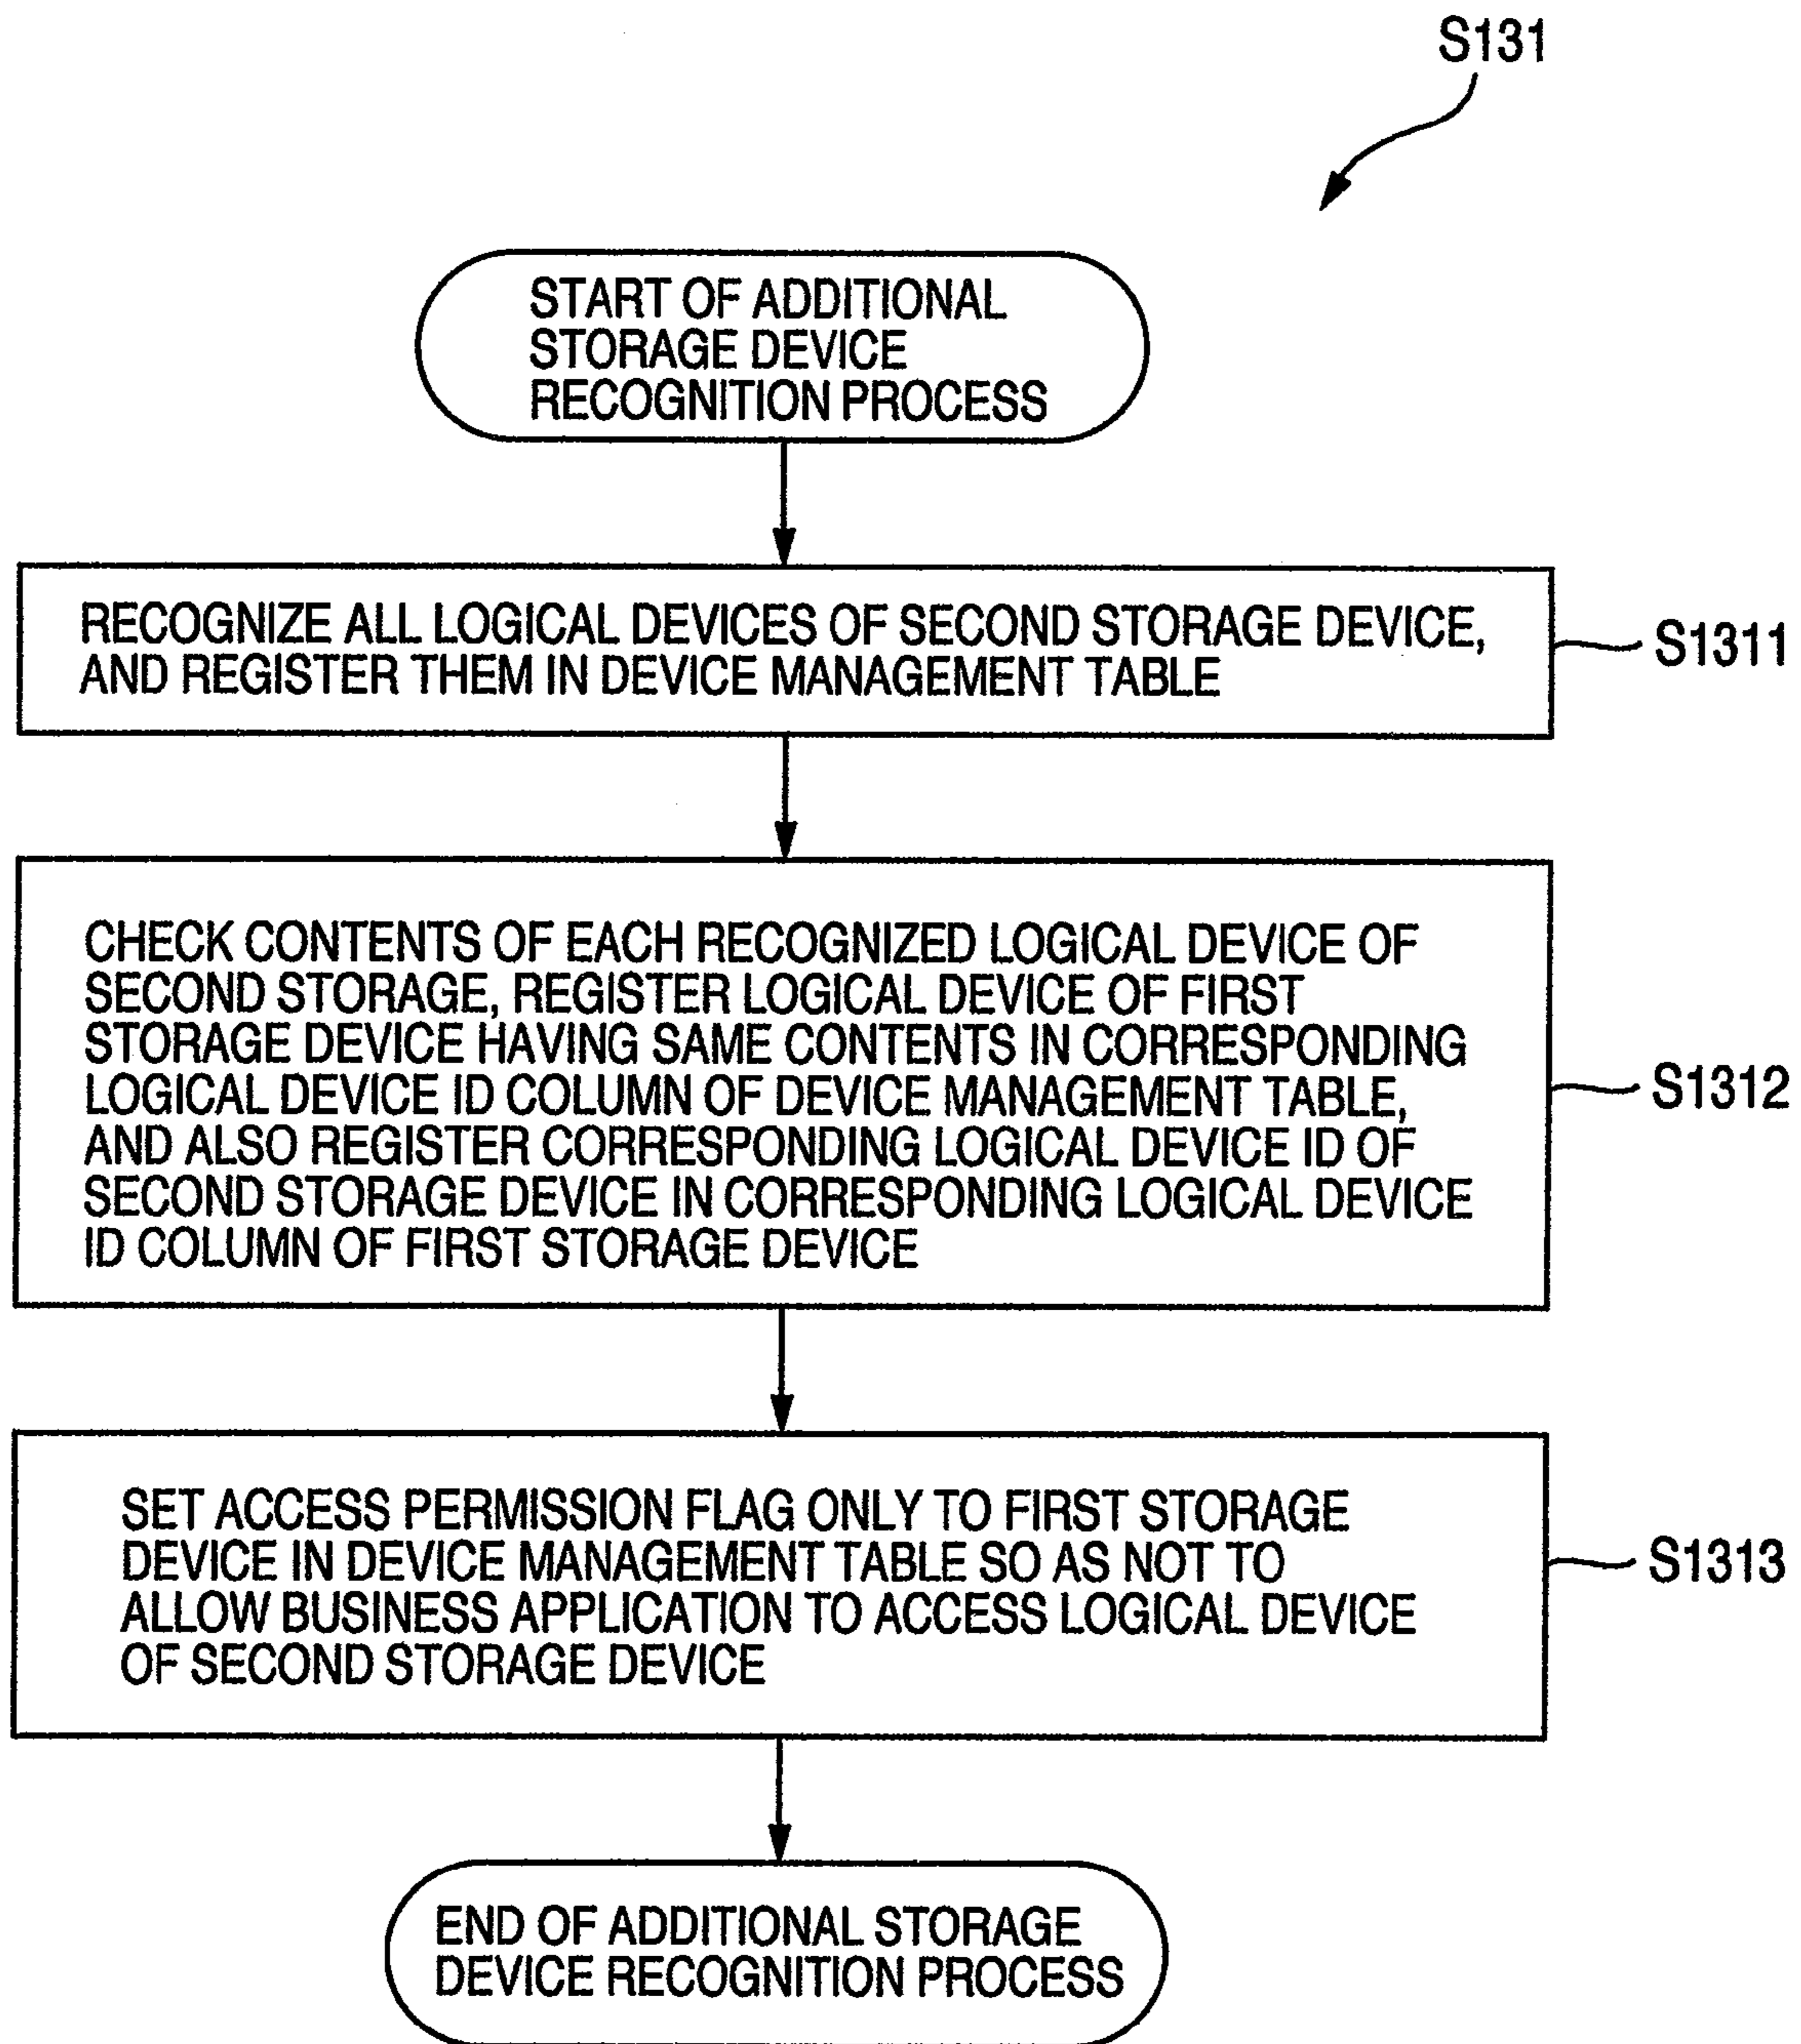 S131
START OF ADDITIONAL
STORAGE DEVICE
RECOGNITION PROCESS
RECOGNIZE ALL LOGICAL DEVICES OF SECOND STORAGE DEVICE,
AND REGISTER THEM IN DEVICE MANAGEMENT TABLE
S1311
CHECK CONTENTS OF EACH RECOGNIZED LOGICAL DEVICE OF
SECOND STORAGE, REGISTER LOGICAL DEVICE OF FIRST
STORAGE DEVICE HAVING SAME CONTENTS IN CORRESPONDING
LOGICAL DEVICE ID COLUMN OF DEVICE MANAGEMENT TABLE,
AND ALSO REGISTER CORRESPONDING LOGICAL DEVICE ID OF
SECOND STORAGE DEVICE IN CORRESPONDING LOGICAL DEVICE
ID COLUMN OF FIRST STORAGE DEVICE
S1312
SET ACCESS PERMISSION FLAG ONLY TO FIRST STORAGE
DEVICE IN DEVICE MANAGEMENT TABLE SO AS NOT TO
ALLOW BUSINESS APPLICATION TO ACCESS LOGICAL DEVICE
OF SECOND STORAGE DEVICE
S1313
END OF ADDITIONAL STORAGE
DEVICE RECOGNITION PROCESS